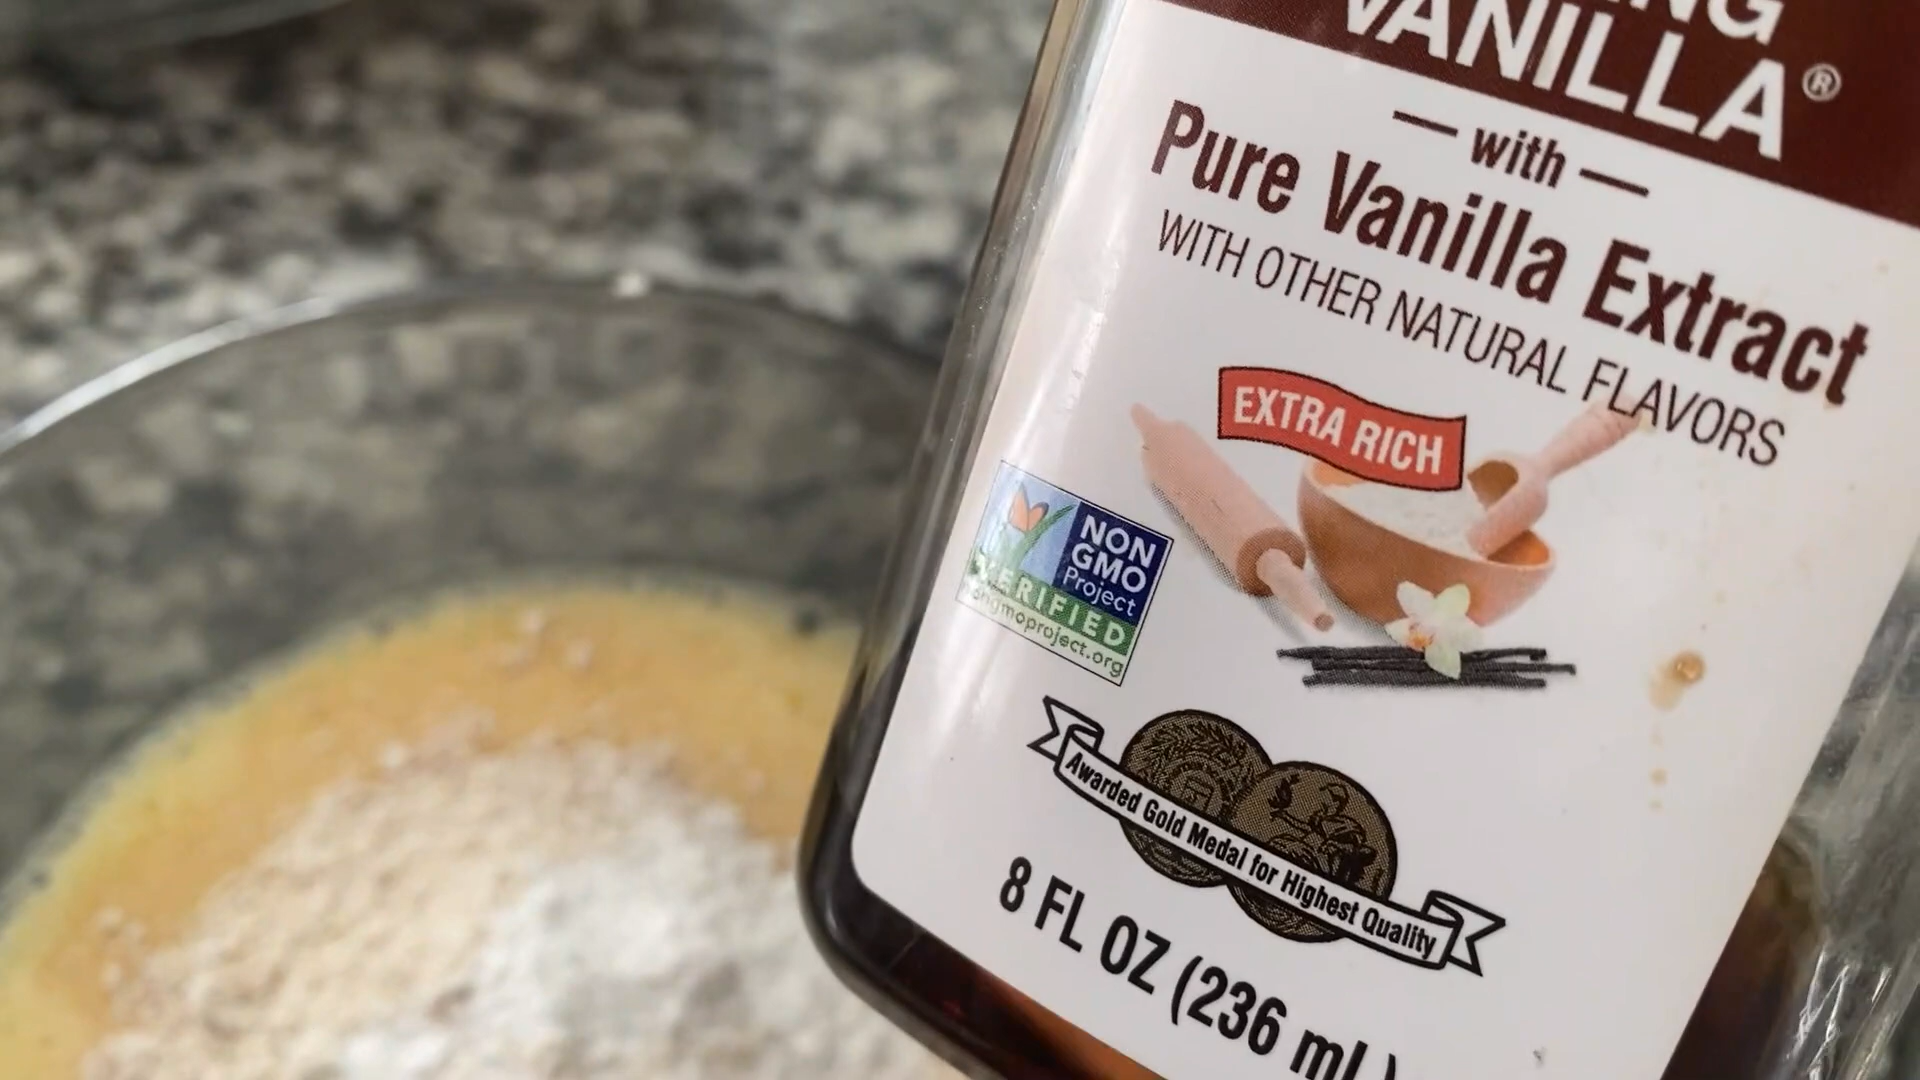 VANILLA®
with
Pure Vanilla Extract
WITH OTHER NATURAL FLAVORS
EXTRA RICH
NON
GMO
Project
VERIFIED
nongmoproject.org
Awarded Gold Medal for Highest Quality
8 FL OZ (236 mL)